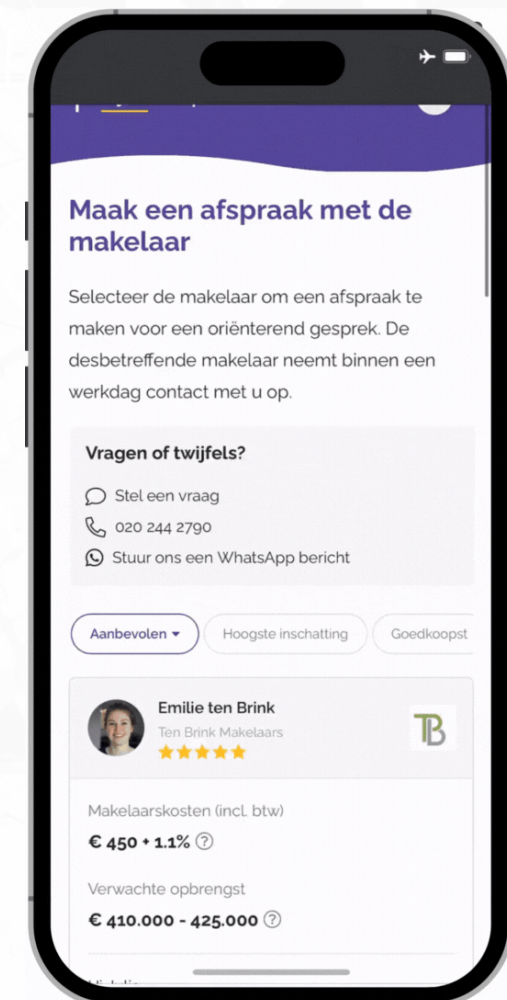 Maak een afspraak met de
makelaar
Selecteer de makelaar om een afspraak te
maken voor een oriënterend gesprek. De
desbetreffende makelaar neemt binnen een
werkdag contact met u op.
Vragen of twijfels?
Stel een vraag
020 244 2790
Stuur ons een WhatsApp bericht
Aanbevolen
Hoogste inschatting
Goedkoopst
Emilie ten Brink
Ten Brink Makelaars
TB
Makelaarskosten (incl. btw)
€ 450 + 1.1% ?
Verwachte opbrengst
€ 410.000 - 425.000 ?